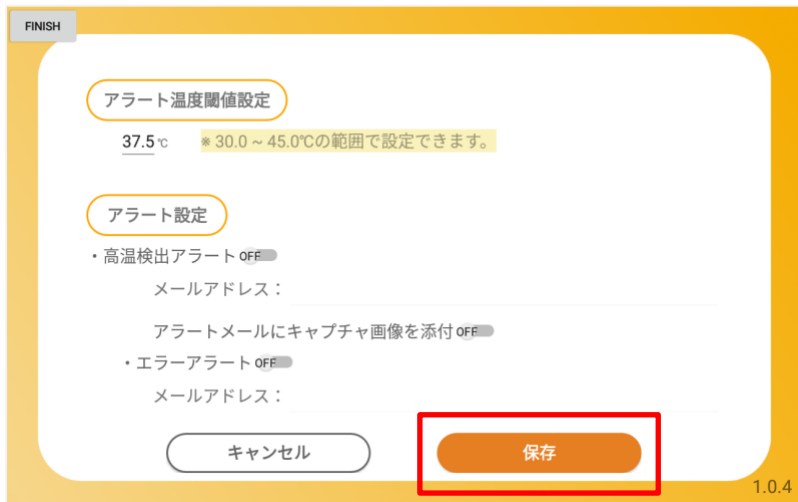 FINISH
アラート温度閾値設定
37.5 ℃ ※ 30.0 ~ 45.0℃の範囲で設定できます。
アラート設定
・高温検出アラート OFF
メールアドレス：
アラートメールにキャプチャ画像を添付 OFF
・エラーアラート OFF
メールアドレス：
キャンセル 保存
1.0.4